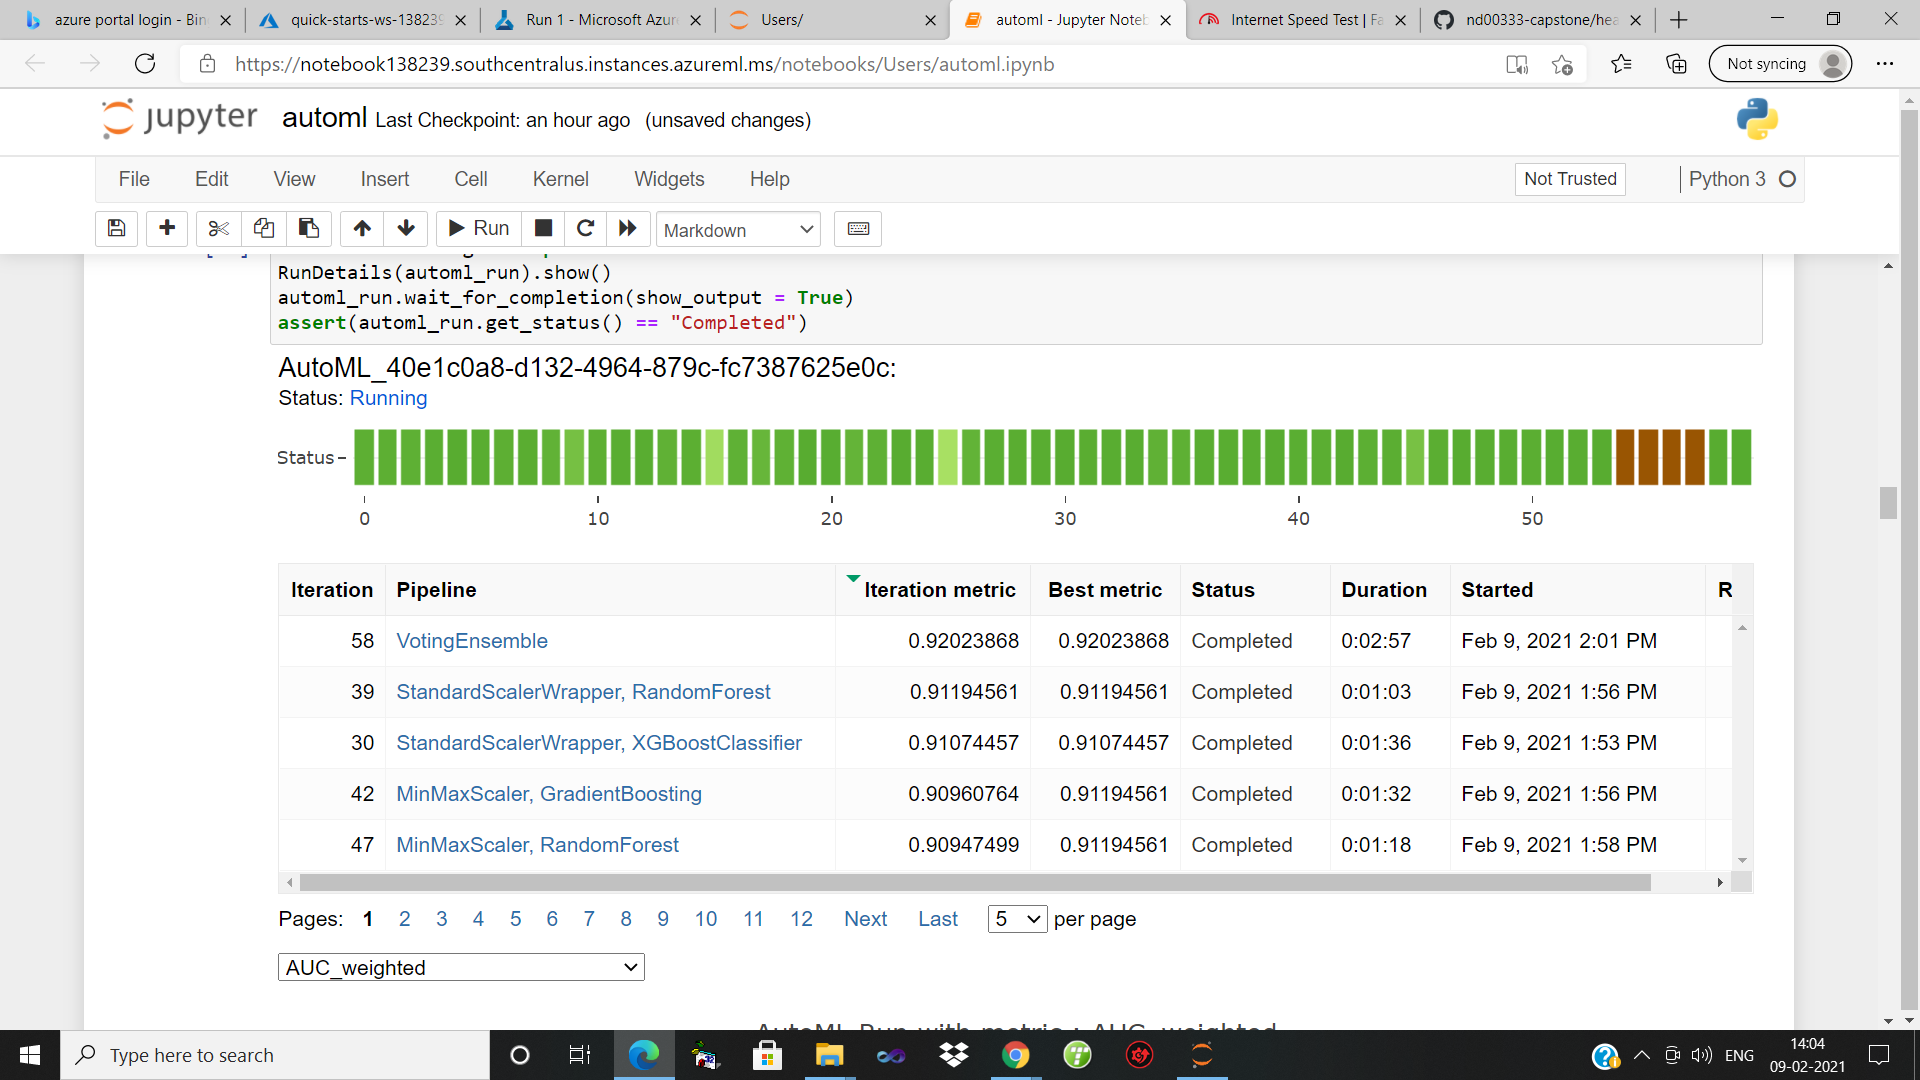 azure portal login - Bin
quick-starts-ws-138239
Run 1 - Microsoft Azur
Users/
automl - Jupyter Noteb
Internet Speed Test | Fa
nd00333-capstone/hea
https://notebook138239.southcentralus.instances.azureml.ms/notebooks/Users/automl.ipynb
Not syncing
jupyter automl Last Checkpoint: an hour ago (unsaved changes)
File Edit View Insert Cell Kernel Widgets Help Not Trusted Python 3
Run Markdown
RunDetails(automl_run).show()
automl_run.wait_for_completion(show_output = True)
assert(automl_run.get_status() == "Completed")
AutoML_40e1c0a8-d132-4964-879c-fc7387625e0c:
Status: Running
Status
0 10 20 30 40 50
Iteration Pipeline Iteration metric Best metric Status Duration Started R
58 VotingEnsemble 0.92023868 0.92023868 Completed 0:02:57 Feb 9, 2021 2:01 PM
39 StandardScalerWrapper, RandomForest 0.91194561 0.91194561 Completed 0:01:03 Feb 9, 2021 1:56 PM
30 StandardScalerWrapper, XGBoostClassifier 0.91074457 0.91074457 Completed 0:01:36 Feb 9, 2021 1:53 PM
42 MinMaxScaler, GradientBoosting 0.90960764 0.91194561 Completed 0:01:32 Feb 9, 2021 1:56 PM
47 MinMaxScaler, RandomForest 0.90947499 0.91194561 Completed 0:01:18 Feb 9, 2021 1:58 PM
Pages: 1 2 3 4 5 6 7 8 9 10 11 12 Next Last 5 per page
AUC_weighted
AutoML Run with metric : AUC_weighted
Type here to search
ENG
14:04
09-02-2021